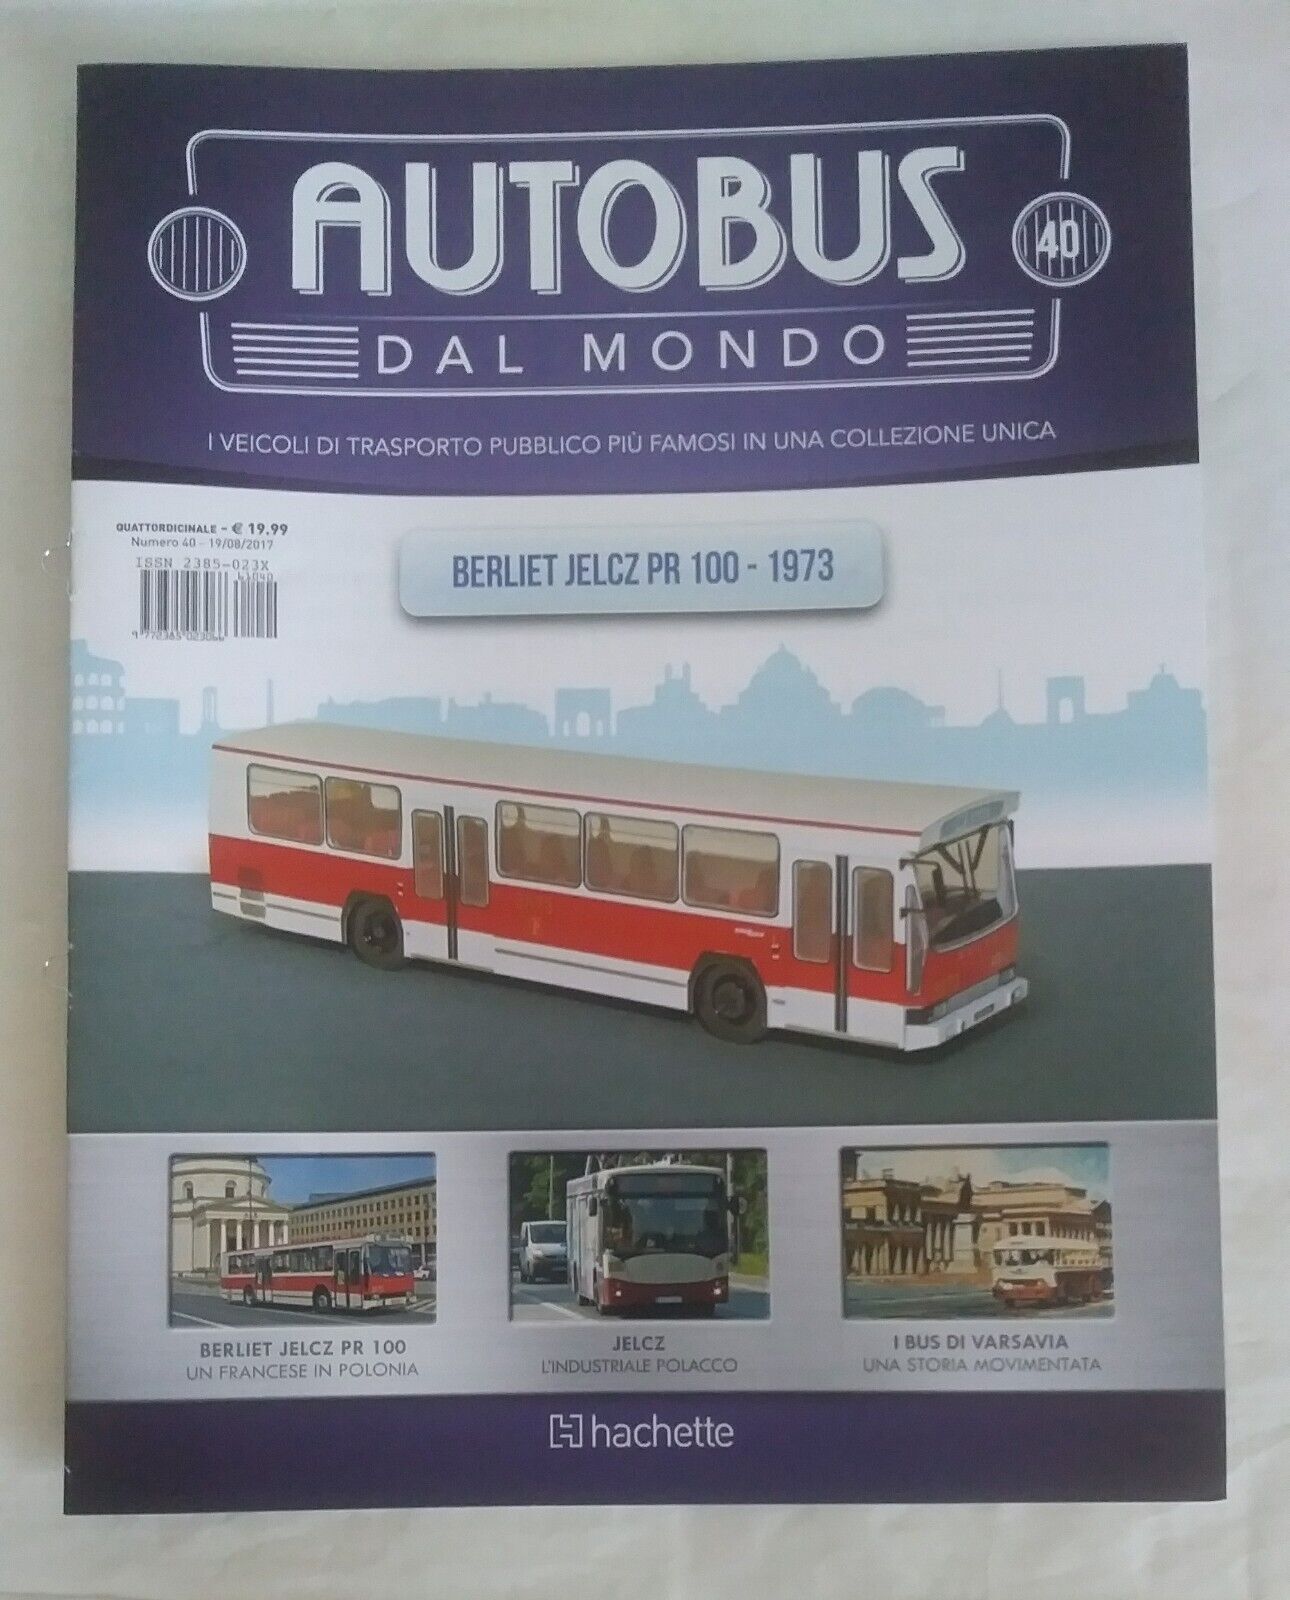 AUTOBUS
40
DAL MONDO
I VEICOLI DI TRASPORTO PUBBLICO PIÙ FAMOSI IN UNA COLLEZIONE UNICA
QUATTORDICINALE - € 19.99
Numero 40 - 19/08/2017
ISSN 2385-023X
BERLIET JELCZ PR 100 - 1973
BERLIET JELCZ PR 100
UN FRANCESE IN POLONIA
JELCZ
L'INDUSTRIALE POLACCO
I BUS DI VARSAVIA
UNA STORIA MOVIMENTATA
hachette